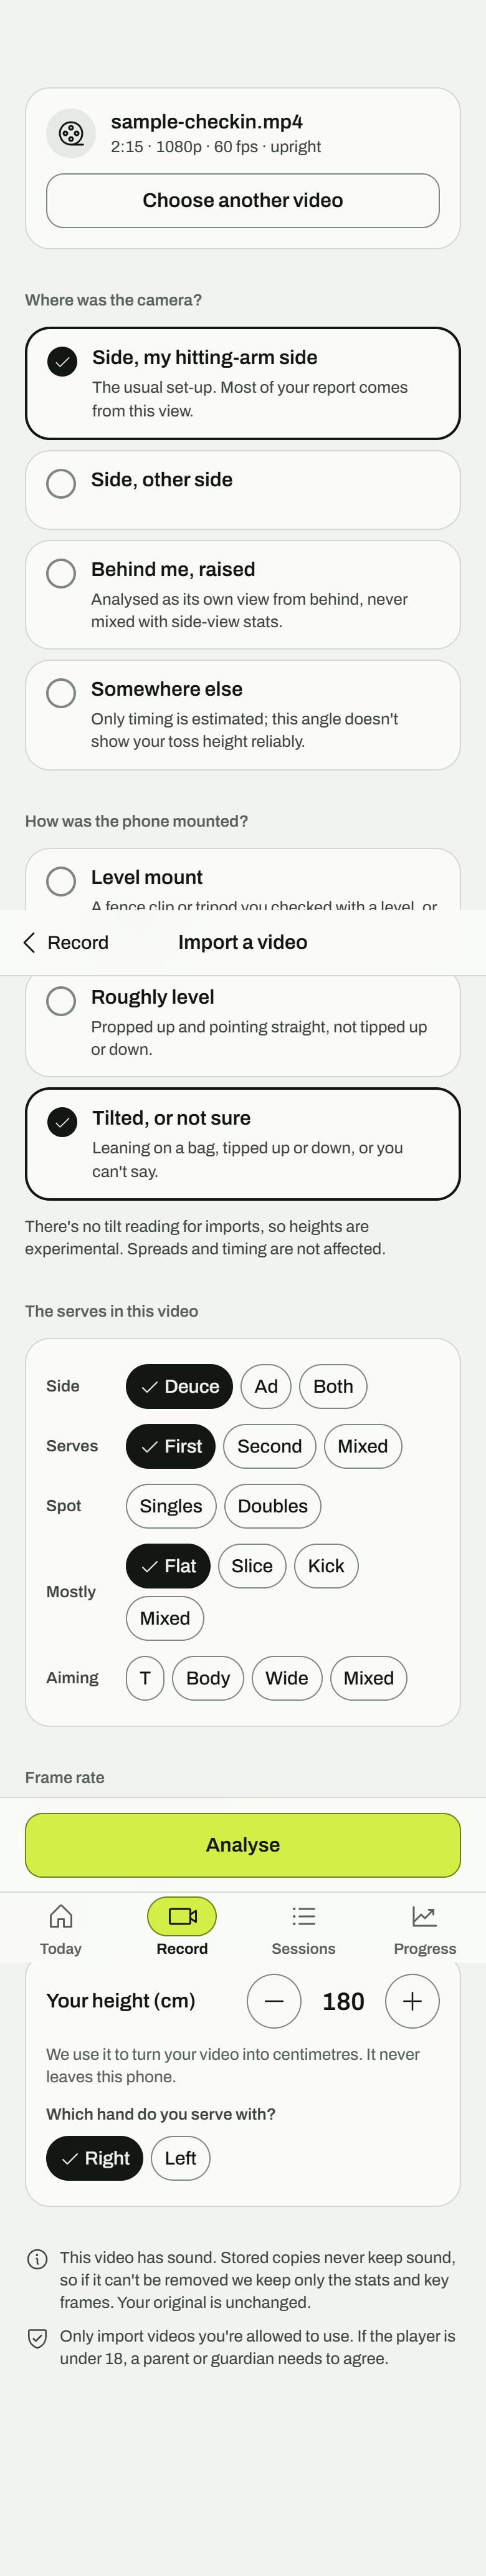 sample-checkin.mp4
2:15 · 1080p · 60 fps · upright
Choose another video
Where was the camera?
Side, my hitting-arm side
The usual set-up. Most of your report comes
from this view.
Side, other side
Behind me, raised
Analysed as its own view from behind, never
mixed with side-view stats.
Somewhere else
Only timing is estimated; this angle doesn't
show your toss height reliably.
How was the phone mounted?
Level mount
A fence clip or tripod you checked with a level, or
Record
Import a video
Roughly level
Propped up and pointing straight, not tipped up
or down.
Tilted, or not sure
Leaning on a bag, tipped up or down, or you
can't say.
There's no tilt reading for imports, so heights are
experimental. Spreads and timing are not affected.
The serves in this video
Side Deuce Ad Both
Serves First Second Mixed
Spot Singles Doubles
Mostly Flat Slice Kick
Mixed
Aiming T Body Wide Mixed
Frame rate
Analyse
Today Record Sessions Progress
Your height (cm) 180
We use it to turn your video into centimetres. It never
leaves this phone.
Which hand do you serve with?
Right Left
This video has sound. Stored copies never keep sound,
so if it can't be removed we keep only the stats and key
frames. Your original is unchanged.
Only import videos you're allowed to use. If the player is
under 18, a parent or guardian needs to agree.